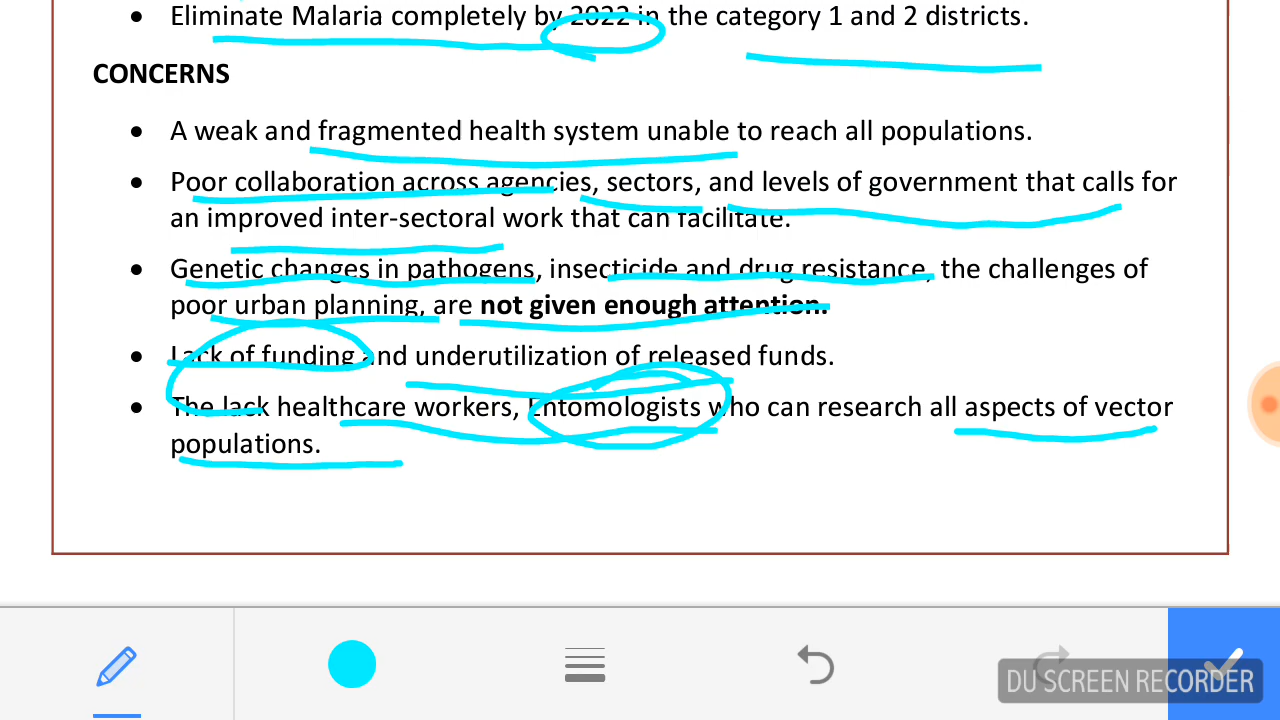 • Eliminate Malaria completely by 2022 in the category 1 and 2 districts.
CONCERNS
• A weak and fragmented health system unable to reach all populations.
• Poor collaboration across agencies, sectors, and levels of government that calls for
an improved inter-sectoral work that can facilitate.
• Genetic changes in pathogens, insecticide and drug resistance, the challenges of
poor urban planning, are not given enough attention.
• Lack of funding and underutilization of released funds.
• The lack healthcare workers, Entomologists who can research all aspects of vector
populations.
DU SCREEN RECORDER